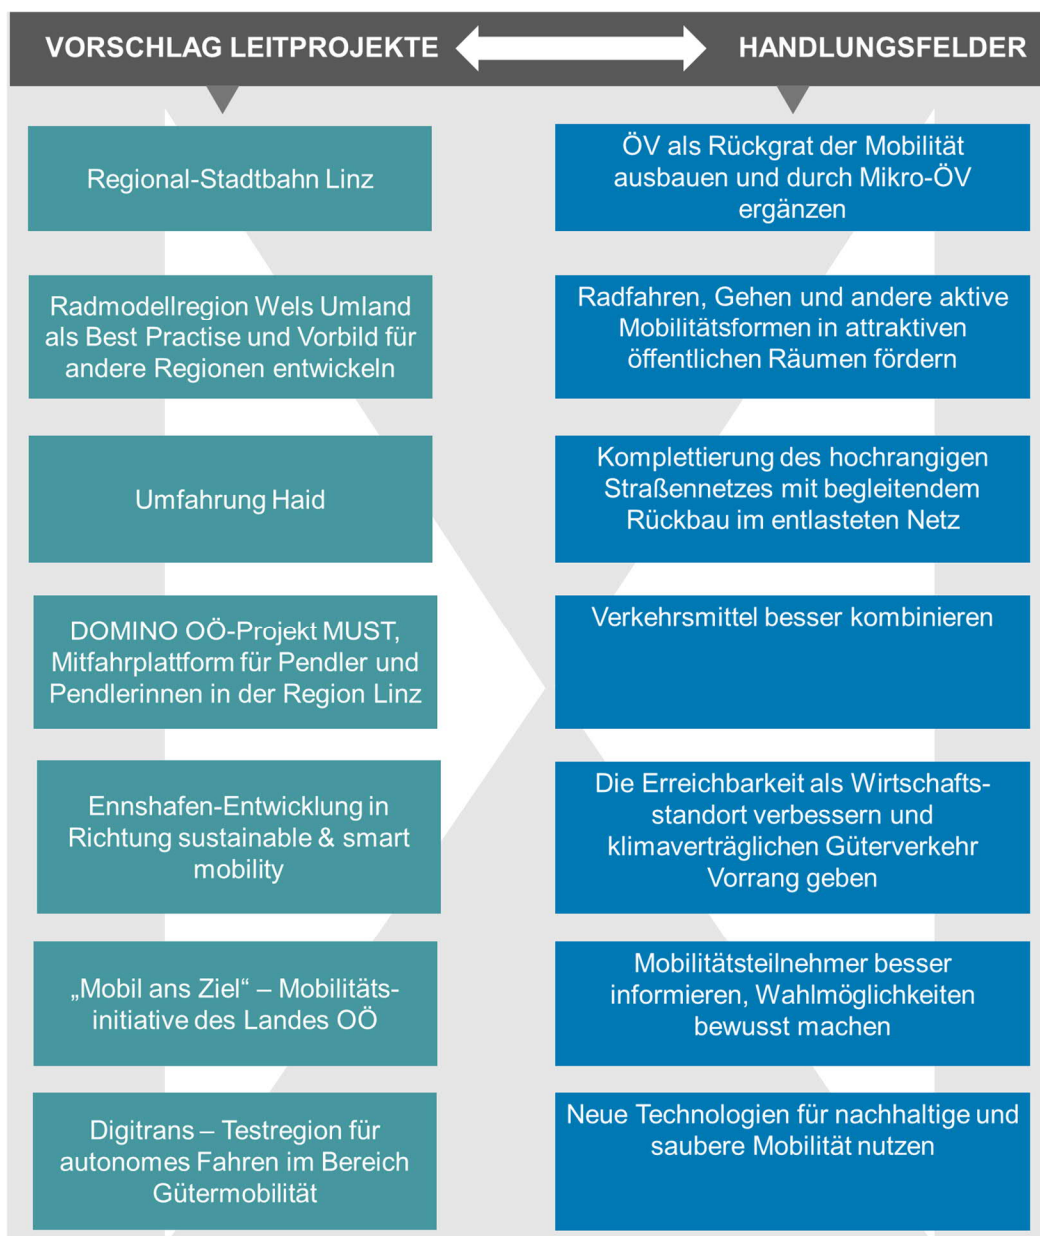 VORSCHLAG LEITPROJEKTE
HANDLUNGSFELDER
Regional-Stadtbahn Linz
ÖV als Rückgrat der Mobilität
ausbauen und durch Mikro-ÖV
ergänzen
Radmodellregion Wels Umland
als Best Practise und Vorbild für
andere Regionen entwickeln
Radfahren, Gehen und andere aktive
Mobilitätsformen in attraktiven
öffentlichen Räumen fördern
Umfahrung Haid
Komplettierung des hochrangigen
Straßennetzes mit begleitendem
Rückbau im entlasteten Netz
DOMINO OÖ-Projekt MUST,
Mitfahrplattform für Pendler und
Pendlerinnen in der Region Linz
Verkehrsmittel besser kombinieren
Ennshafen-Entwicklung in
Richtung sustainable & smart
mobility
Die Erreichbarkeit als Wirtschafts-
standort verbessern und
klimaverträglichen Güterverkehr
Vorrang geben
„Mobil ans Ziel“ – Mobilitäts-
initiative des Landes OÖ
Mobilitätsteilnehmer besser
informieren, Wahlmöglichkeiten
bewusst machen
Digitrans – Testregion für
autonomes Fahren im Bereich
Gütermobilität
Neue Technologien für nachhaltige und
saubere Mobilität nutzen